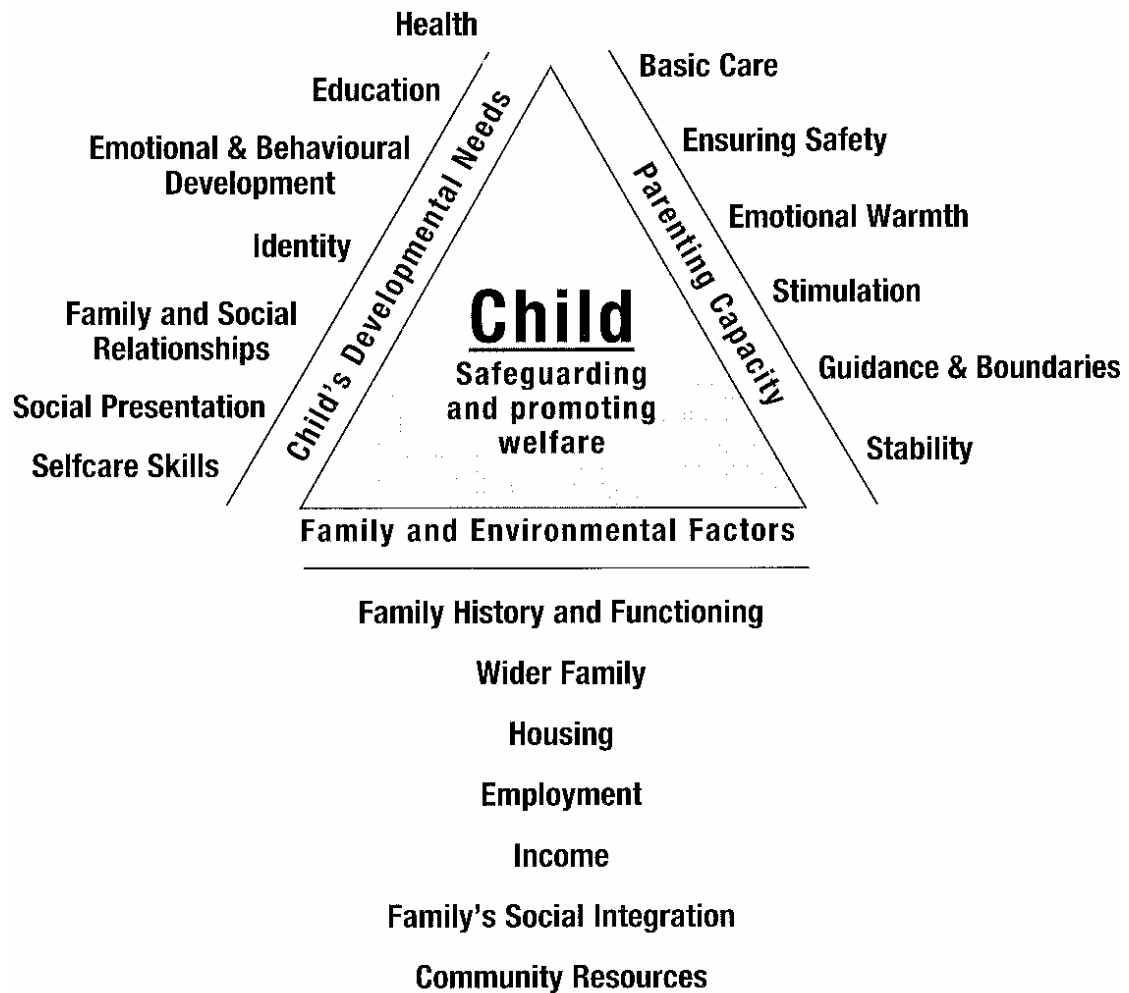 Health
Education
Emotional & Behavioural
Development
Identity
Family and Social
Relationships
Social Presentation
Selfcare Skills
Child's Developmental Needs
Basic Care
Ensuring Safety
Emotional Warmth
Stimulation
Guidance & Boundaries
Stability
Parenting Capacity
Child
Safeguarding
and promoting
welfare
Family and Environmental Factors
Family History and Functioning
Wider Family
Housing
Employment
Income
Family's Social Integration
Community Resources